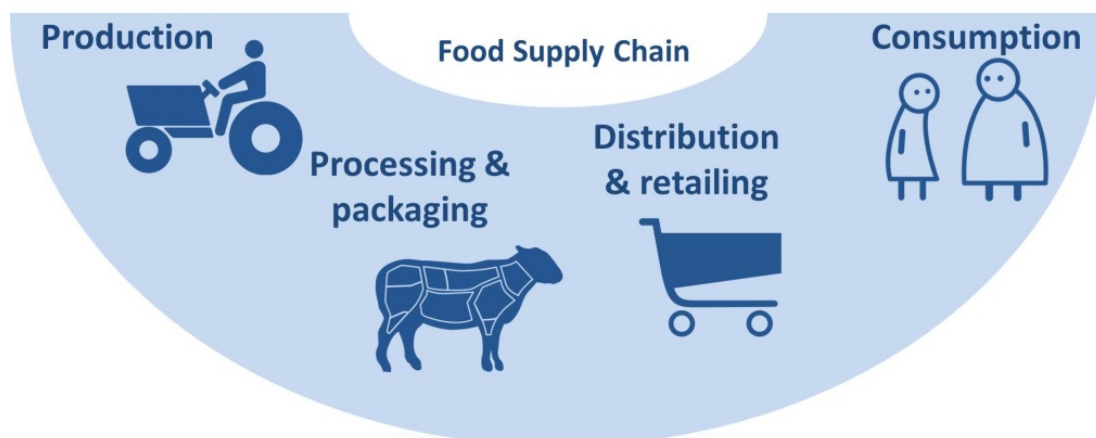 Food Supply Chain
Production
Processing &
packaging
Distribution
& retailing
Consumption